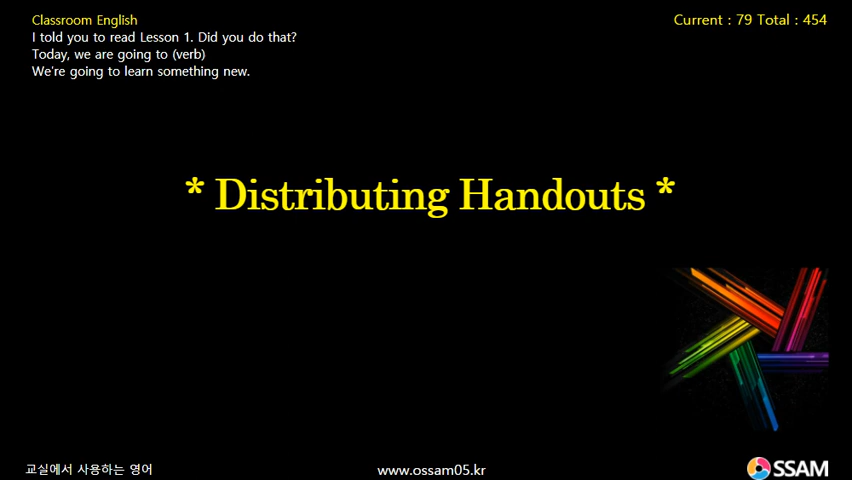 Classroom English
I told you to read Lesson 1. Did you do that?
Today, we are going to (verb)
We're going to learn something new.
Current : 79 Total : 454
* Distributing Handouts *
교실에서 사용하는 영어
www.ossam05.kr
SSAM